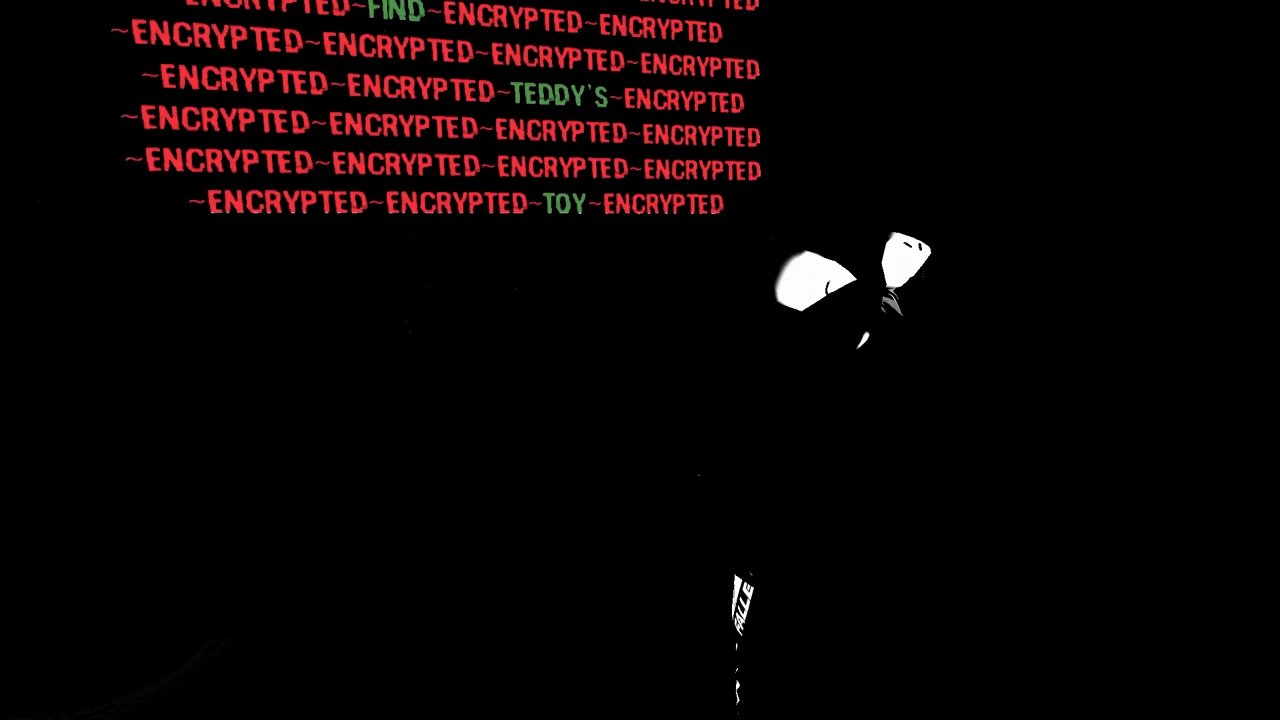 ENCRYPTED~FIND~ENCRYPTED~ENCRYPTED
~ENCRYPTED~ENCRYPTED~ENCRYPTED~ENCRYPTED
~ENCRYPTED~ENCRYPTED~TEDDY'S~ENCRYPTED
~ENCRYPTED~ENCRYPTED~ENCRYPTED~ENCRYPTED
~ENCRYPTED~ENCRYPTED~ENCRYPTED~ENCRYPTED
~ENCRYPTED~ENCRYPTED~TOY~ENCRYPTED
FALLE